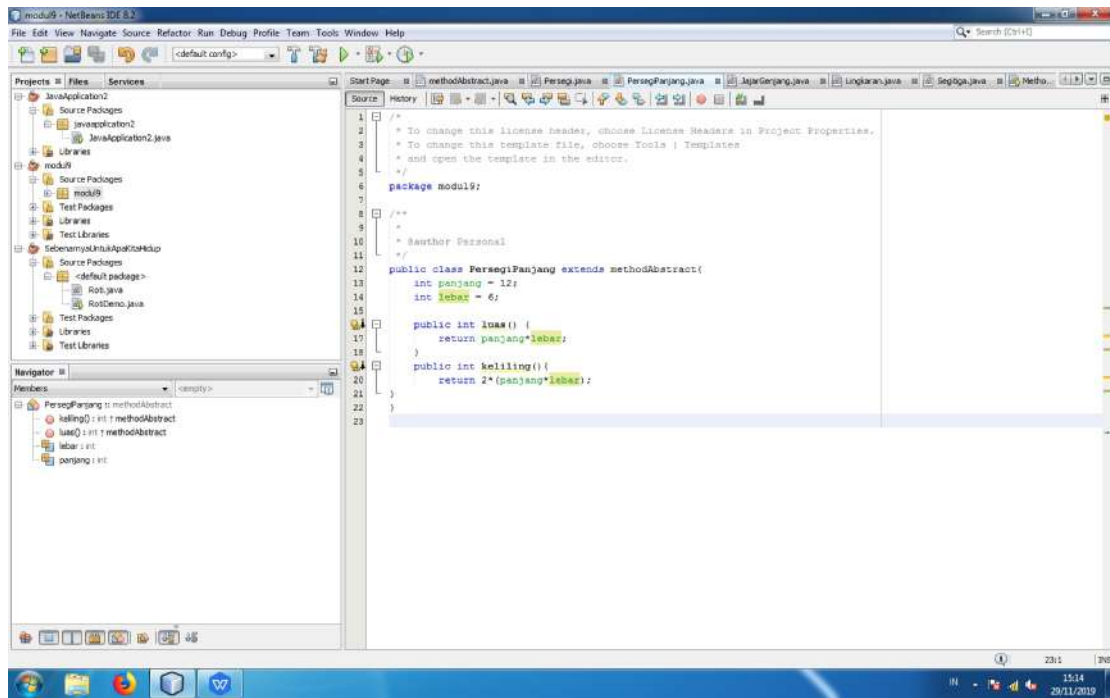 modul9 - NetBeans IDE 8.2
File Edit View Navigate Source Refactor Run Debug Profile Team Tools Window Help
Search (Ctrl+I)
<default config>
Projects Files Services
Start Page methodAbstract.java Persegi.java PersegiPanjang.java JajarGenjang.java Lingkaran.java Segitiga.java Metho...
JavaApplication2
Source Packages
javaapplication2
JavaApplication2.java
Libraries
modul9
Source Packages
modul9
Test Packages
Libraries
Test Libraries
SebenarnyaUntukApaKitaHidup
Source Packages
<default package>
Roti.java
RotiDemo.java
Test Packages
Libraries
Test Libraries
Navigator
Members <empty>
PersegiPanjang :: methodAbstract
keliling() : int ↑ methodAbstract
luas() : int ↑ methodAbstract
lebar : int
panjang : int
Source History
1 /*
2 * To change this license header, choose License Headers in Project Properties.
3 * To change this template file, choose Tools | Templates
4 * and open the template in the editor.
5 */
6 package modul9;
7
8 /**
9 *
10 * @author Personal
11 */
12 public class PersegiPanjang extends methodAbstract{
13 int panjang = 12;
14 int lebar = 6;
15
public int luas() {
17 return panjang*lebar;
18 }
public int keliling(){
20 return 2*(panjang*lebar);
21 }
22 }
23
23:1 INS
IN 15:14
29/11/2019